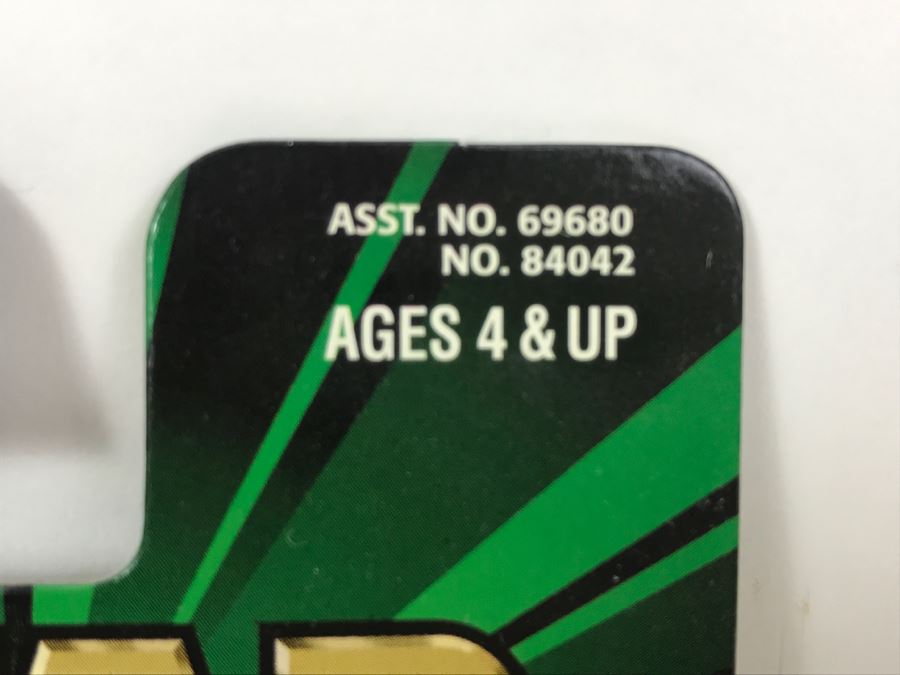 ASST. NO. 69680
NO. 84042
AGES 4 & UP